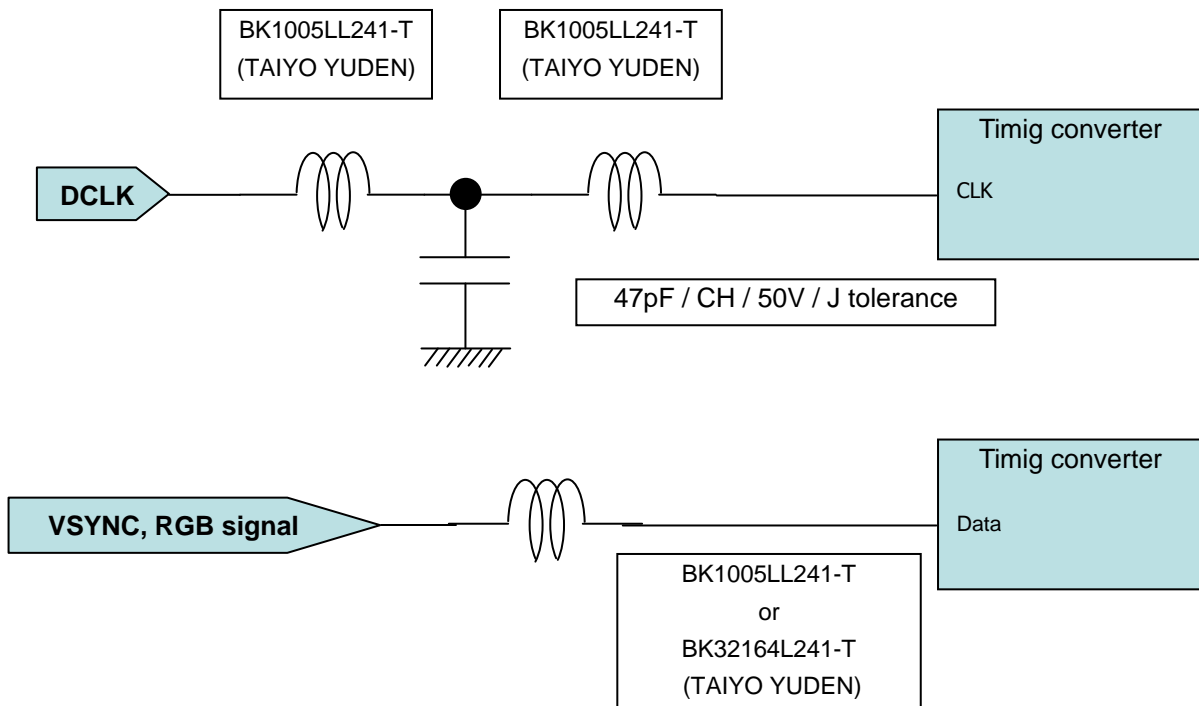 BK1005LL241-T
(TAIYO YUDEN)
BK1005LL241-T
(TAIYO YUDEN)
Timig converter
DCLK
CLK
47pF / CH / 50V / J tolerance
Timig converter
VSYNC, RGB signal
Data
BK1005LL241-T
or
BK32164L241-T
(TAIYO YUDEN)